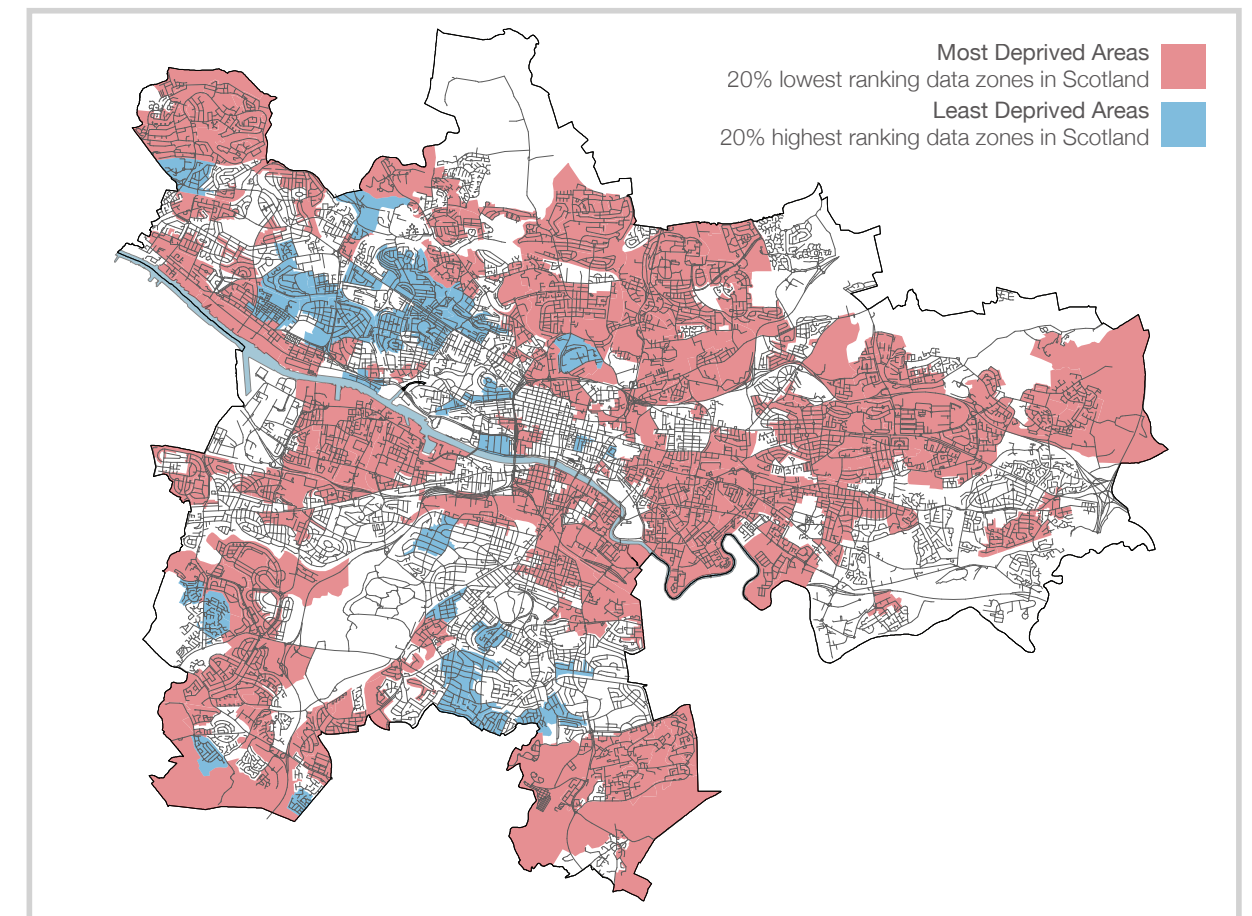 Most Deprived Areas
20% lowest ranking data zones in Scotland
Least Deprived Areas
20% highest ranking data zones in Scotland